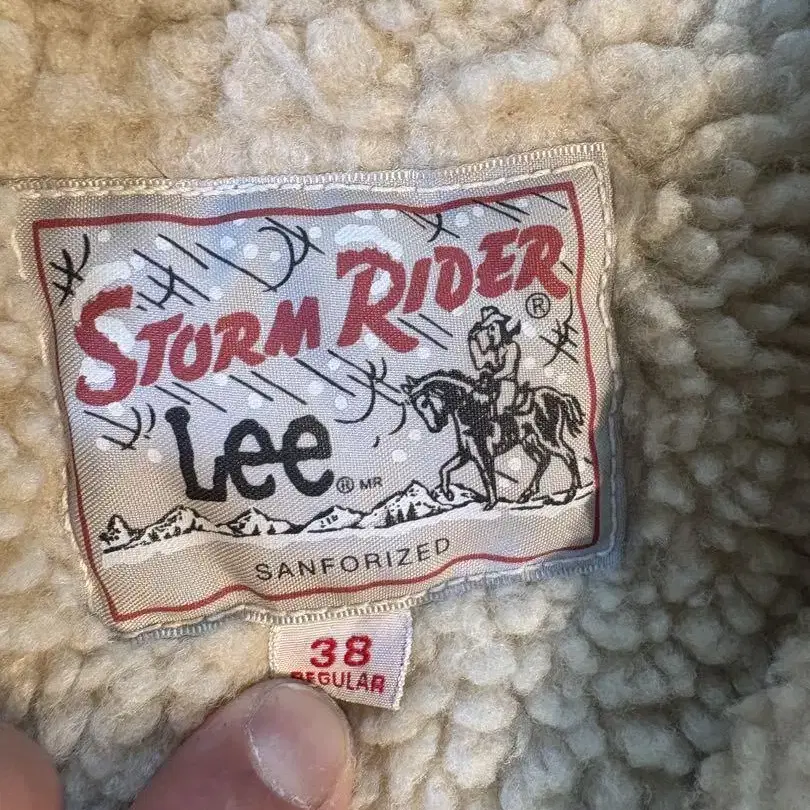 STORM RIDER ®
Lee ® MR
SANFORIZED
38
REGULAR